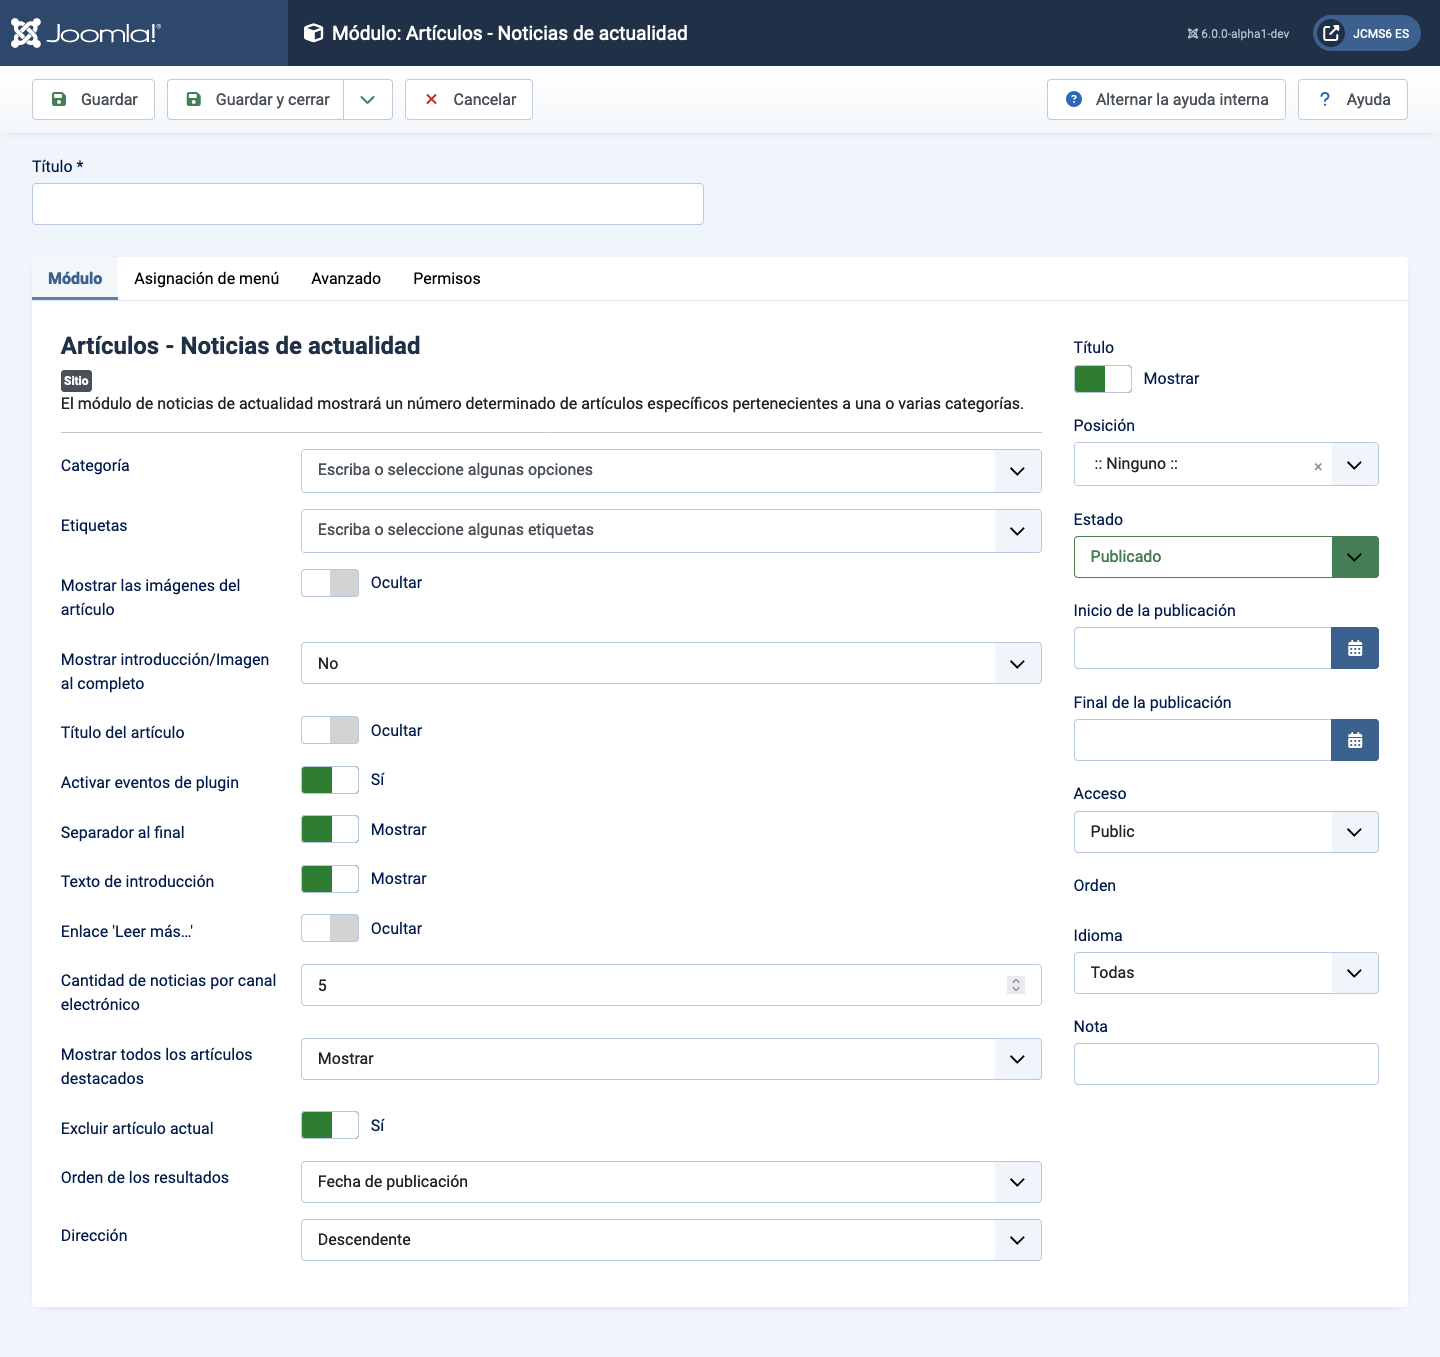 Joomla!®
Módulo: Artículos - Noticias de actualidad
6.0.0-alpha1-dev
JCMS6 ES
Guardar
Guardar y cerrar
Cancelar
Alternar la ayuda interna
? Ayuda
Título *
Módulo
Asignación de menú
Avanzado
Permisos
Artículos - Noticias de actualidad
Sitio
El módulo de noticias de actualidad mostrará un número determinado de artículos específicos pertenecientes a una o varias categorías.
Categoría
Escriba o seleccione algunas opciones
Etiquetas
Escriba o seleccione algunas etiquetas
Mostrar las imágenes del
artículo
Ocultar
Mostrar introducción/Imagen
al completo
No
Título del artículo
Ocultar
Activar eventos de plugin
Sí
Separador al final
Mostrar
Texto de introducción
Mostrar
Enlace 'Leer más…'
Ocultar
Cantidad de noticias por canal
electrónico
5
Mostrar todos los artículos
destacados
Mostrar
Excluir artículo actual
Sí
Orden de los resultados
Fecha de publicación
Dirección
Descendente
Título
Mostrar
Posición
:: Ninguno ::
×
Estado
Publicado
Inicio de la publicación
Final de la publicación
Acceso
Public
Orden
Idioma
Todas
Nota